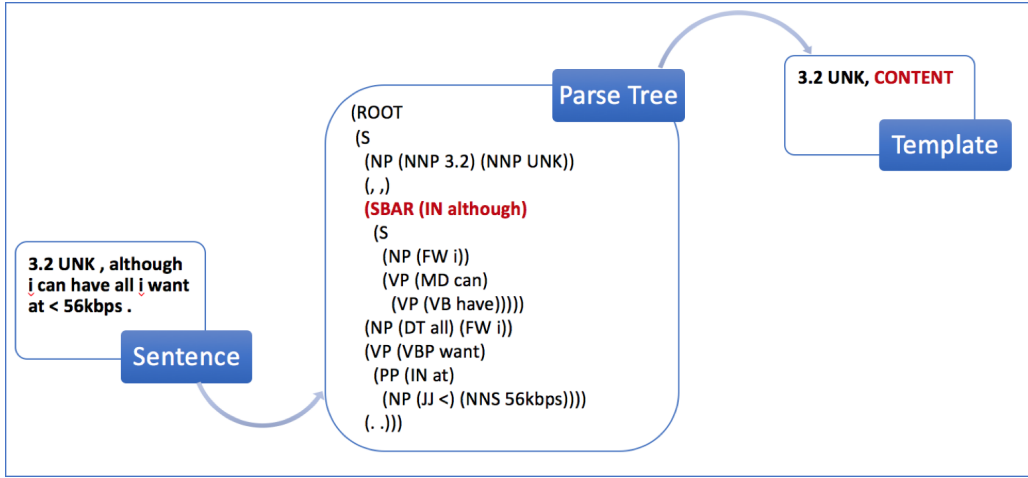 3.2 UNK , although
i can have all i want
at < 56kbps .
Sentence
(ROOT
(S
(NP (NNP 3.2) (NNP UNK))
(, ,)
(SBAR (IN although)
(S
(NP (FW i))
(VP (MD can)
(VP (VB have)))))
(NP (DT all) (FW i))
(VP (VBP want)
(PP (IN at)
(NP (JJ <) (NNS 56kbps))))
(. .)))
Parse Tree
3.2 UNK, CONTENT
Template